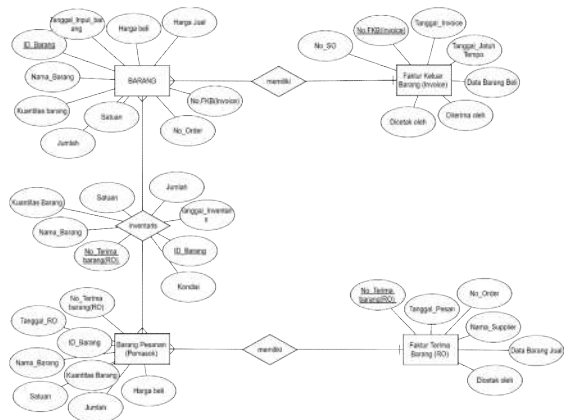 Tanggal_Input_bar
ang
Harga beli
Harga Jual
ID_Barang
Nama_Barang
BARANG
Kuantitas barang
Jumlah
Satuan
No.FKB(Invoice)
No_Order
memiliki
No_SO
No.FKB(Invoice)
Tanggal_Invoice
Tanggal_Jatuh
Tempo
Faktur Keluar
Barang (Invoice)
Data Barang Beli
Dicetak oleh
Diterima oleh
Kuantitas Barang
Satuan
Jumlah
Tanggal_Inventari
s
Nama_Barang
Inventaris
No_Terima
barang(RO)
ID_Barang
Kondisi
No_Terima
barang(RO)
Tanggal_RO
ID_Barang
Nama_Barang
Barang Pesanan
(Pemasok)
Kuantitas Barang
Satuan
Jumlah
Harga beli
memiliki
No_Terima
barang(RO)
Tanggal_Pesan
No_Order
Nama_Supplier
Faktur Terima
Barang (RO)
Data Barang Jual
Dicetak oleh